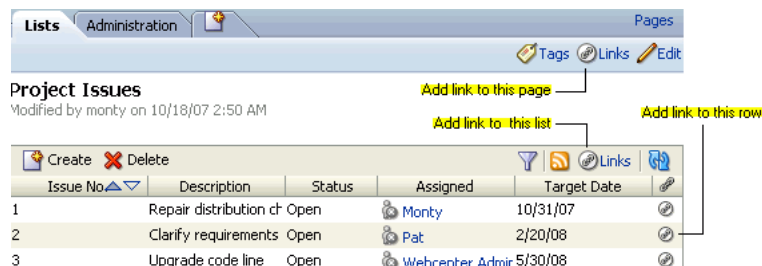 Lists Administration Pages
Tags Links Edit
Project Issues Add link to this page
Modified by monty on 10/18/07 2:50 AM
Add link to this row
Add link to this list
Create Delete Links
Issue No Description Status Assigned Target Date
1 Repair distribution ch Open Monty 10/31/07
2 Clarify requirements Open Pat 2/20/08
3 Upgrade code line Open Webcenter Admir 5/30/08